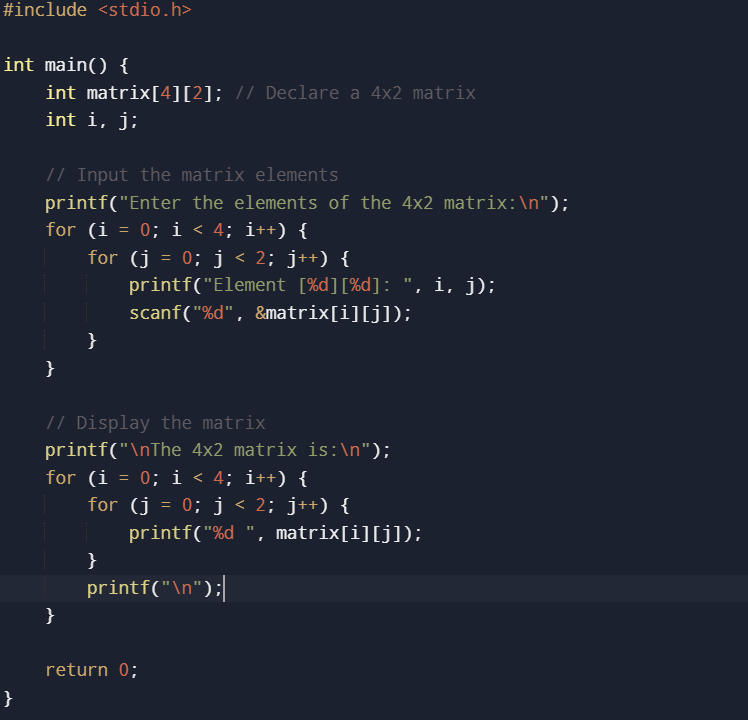 #include <stdio.h>

int main() {
    int matrix[4][2]; // Declare a 4x2 matrix
    int i, j;

    // Input the matrix elements
    printf("Enter the elements of the 4x2 matrix:\n");
    for (i = 0; i < 4; i++) {
        for (j = 0; j < 2; j++) {
            printf("Element [%d][%d]: ", i, j);
            scanf("%d", &matrix[i][j]);
        }
    }

    // Display the matrix
    printf("\nThe 4x2 matrix is:\n");
    for (i = 0; i < 4; i++) {
        for (j = 0; j < 2; j++) {
            printf("%d ", matrix[i][j]);
        }
        printf("\n");
    }

    return 0;
}